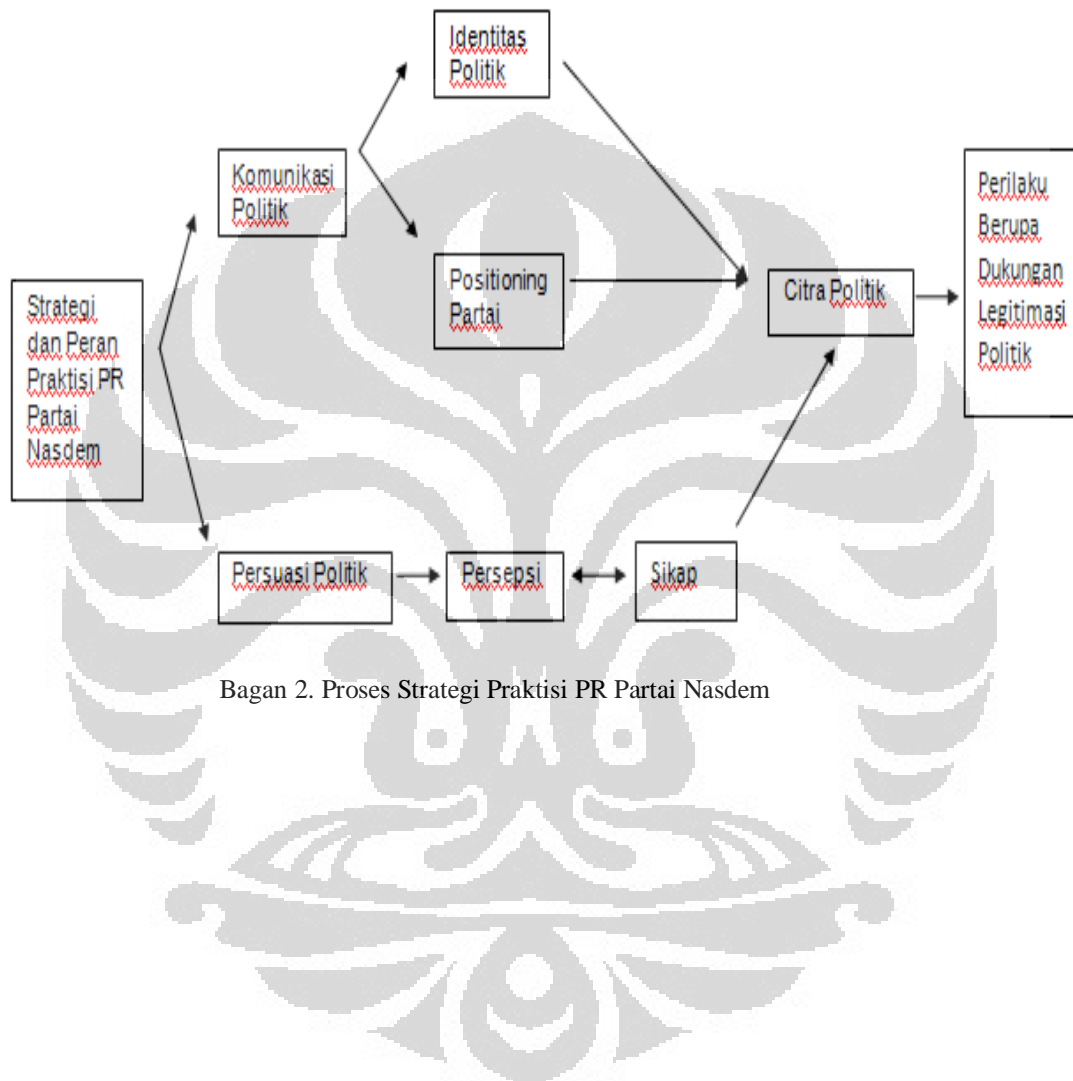 Identitas
Politik
Komunikasi
Politik
Perilaku
Berupa
Dukungan
Legitimasi
Politik
Positioning
Partai
Citra Politik
Strategi
dan Peran
Praktisi PR
Partai
Nasdem
Persuasi Politik
Persepsi
Sikap
Bagan 2. Proses Strategi Praktisi PR Partai Nasdem